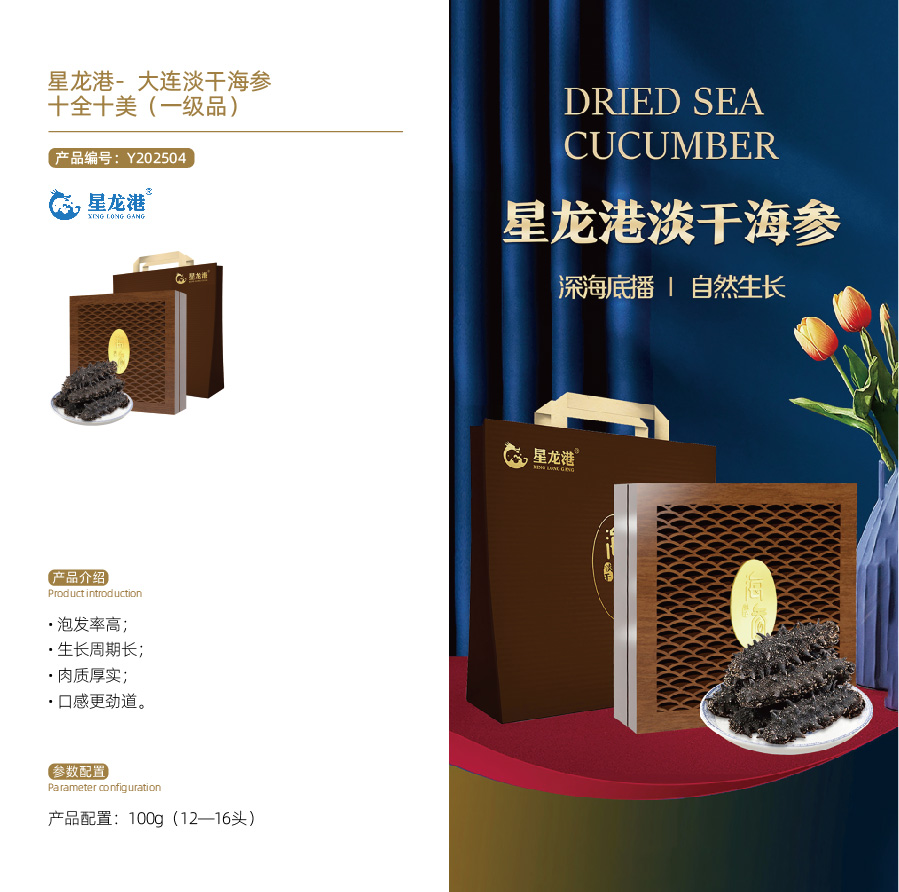 星龙港- 大连淡干海参
十全十美（一级品）
产品编号：Y202504
星龙港®
XING LONG GANG
星龙港
产品介绍
Product introduction
• 泡发率高；
• 生长周期长；
• 肉质厚实；
• 口感更劲道。
参数配置
Parameter configuration
产品配置：100g（12—16头）
DRIED SEA
CUCUMBER
星龙港淡干海参
深海底播 | 自然生长
星龙港®
XING LONG GANG
海